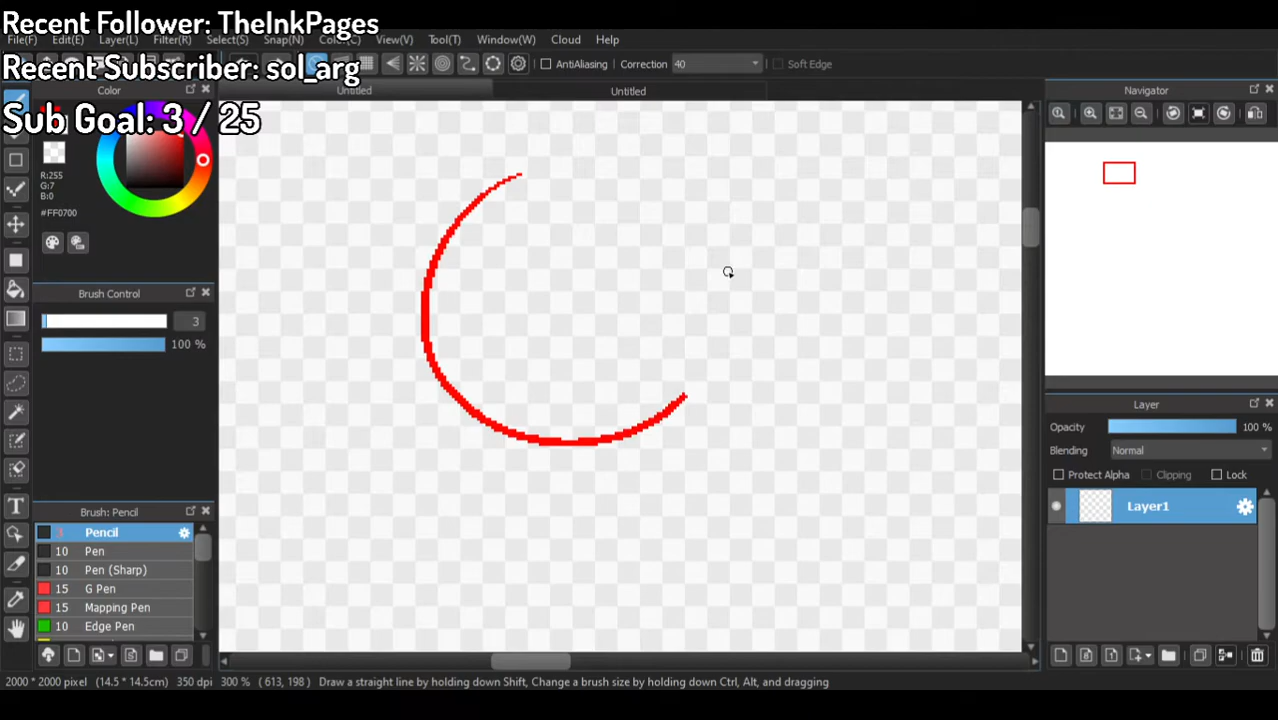 Recent Follower: TheInkPages
File(F) Edit(E) Layer(L) Filter(R) Select(S) Snap(N) View(V) Tool(T) Window(W) Cloud Help
Recent Subscriber: sol_arg
AntiAliasing Correction 40 Soft Edge
Color Untitled Untitled Navigator
Sub Goal: 3 / 25
R:255
G:7
B:0
#FF0700
Brush Control
3
100 %
Layer
Opacity 100 %
Blending Normal
Protect Alpha Clipping Lock
Layer1
Brush: Pencil
3 Pencil
10 Pen
10 Pen (Sharp)
15 G Pen
15 Mapping Pen
10 Edge Pen
2000 * 2000 pixel (14.5 * 14.5cm) 350 dpi 300 % ( 613, 198 ) Draw a straight line by holding down Shift, Change a brush size by holding down Ctrl, Alt, and dragging